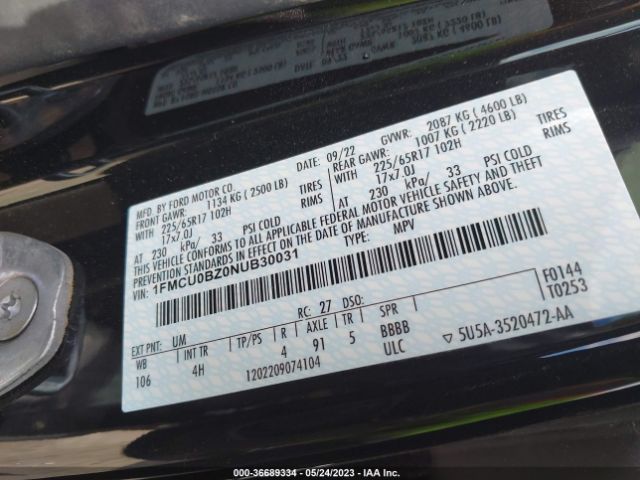 MFD. BY FORD MOTOR CO.
DATE: 09/22
GVWR: 2087 KG ( 4600 LB)
FRONT GAWR: 1134 KG ( 2500 LB)
REAR GAWR: 1007 KG ( 2220 LB)
WITH 225/65R17 102H TIRES
WITH 225/65R17 102H TIRES
17x7.0J RIMS
17x7.0J RIMS
AT 230 kPa/ 33 PSI COLD
AT 230 kPa/ 33 PSI COLD
THIS VEHICLE CONFORMS TO ALL APPLICABLE FEDERAL MOTOR VEHICLE SAFETY AND THEFT
PREVENTION STANDARDS IN EFFECT ON THE DATE OF MANUFACTURE SHOWN ABOVE.
VIN: 1FMCU0BZ0NUB30031
TYPE: MPV
F0144
T0253
EXT PNT: UM RC: 27 DSO:
WB INT TR TP/PS R AXLE TR SPR
106 4H 4 91 5 BBBB
1202209074104 ULC ▽ 5U5A-3520472-AA
000-36689334 | 05/24/2023 | IAA Inc.